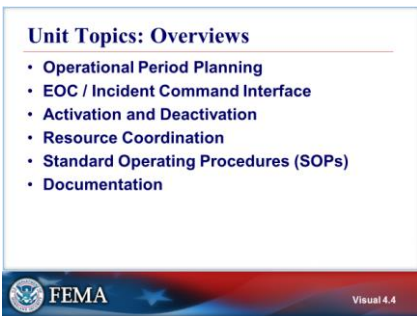 Unit Topics: Overviews
• Operational Period Planning
• EOC / Incident Command Interface
• Activation and Deactivation
• Resource Coordination
• Standard Operating Procedures (SOPs)
• Documentation
FEMA
Visual 4.4